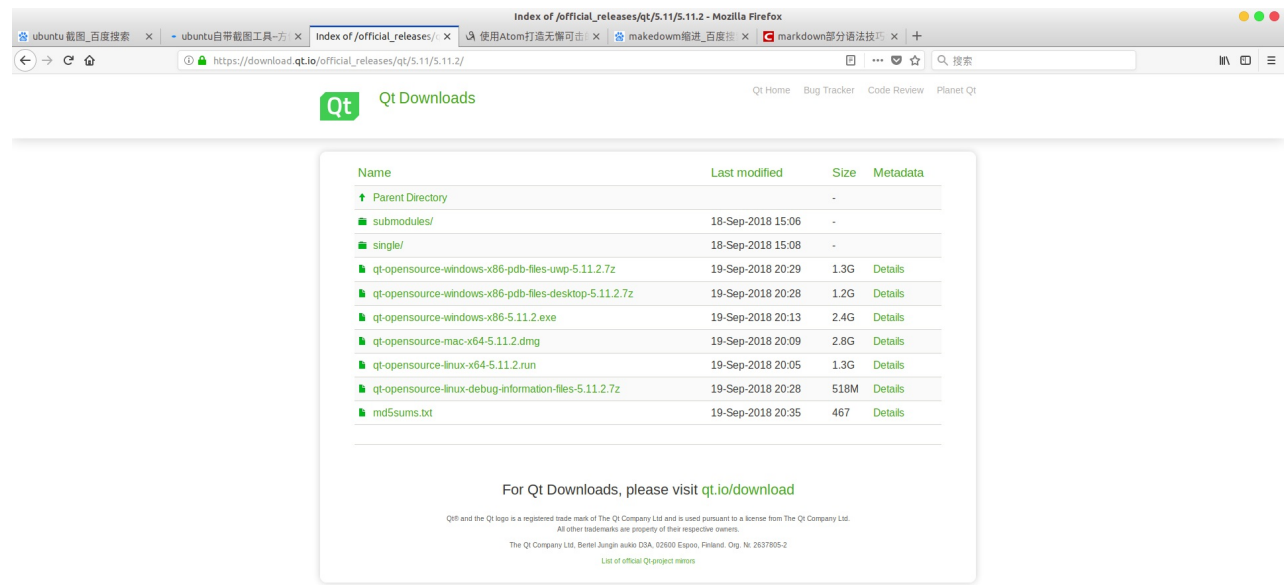 Index of /official_releases/qt/5.11/5.11.2 - Mozilla Firefox
ubuntu 截图_百度搜索 × ubuntu自带截图工具–方 × Index of /official_releases/ × 使用Atom打造无懈可击 × makedowm缩进_百度搜 × markdown部分语法技巧 × +
https://download.qt.io/official_releases/qt/5.11/5.11.2/ 搜索
Qt Qt Downloads Qt Home Bug Tracker Code Review Planet Qt
Name Last modified Size Metadata
Parent Directory -
submodules/ 18-Sep-2018 15:06 -
single/ 18-Sep-2018 15:08 -
qt-opensource-windows-x86-pdb-files-uwp-5.11.2.7z 19-Sep-2018 20:29 1.3G Details
qt-opensource-windows-x86-pdb-files-desktop-5.11.2.7z 19-Sep-2018 20:28 1.2G Details
qt-opensource-windows-x86-5.11.2.exe 19-Sep-2018 20:13 2.4G Details
qt-opensource-mac-x64-5.11.2.dmg 19-Sep-2018 20:09 2.8G Details
qt-opensource-linux-x64-5.11.2.run 19-Sep-2018 20:05 1.3G Details
qt-opensource-linux-debug-information-files-5.11.2.7z 19-Sep-2018 20:28 518M Details
md5sums.txt 19-Sep-2018 20:35 467 Details
For Qt Downloads, please visit qt.io/download
Qt® and the Qt logo is a registered trade mark of The Qt Company Ltd and is used pursuant to a license from The Qt Company Ltd.
All other trademarks are property of their respective owners.
The Qt Company Ltd, Bertel Jungin aukio D3A, 02600 Espoo, Finland. Org. Nr. 2637805-2
List of official Qt-project mirrors